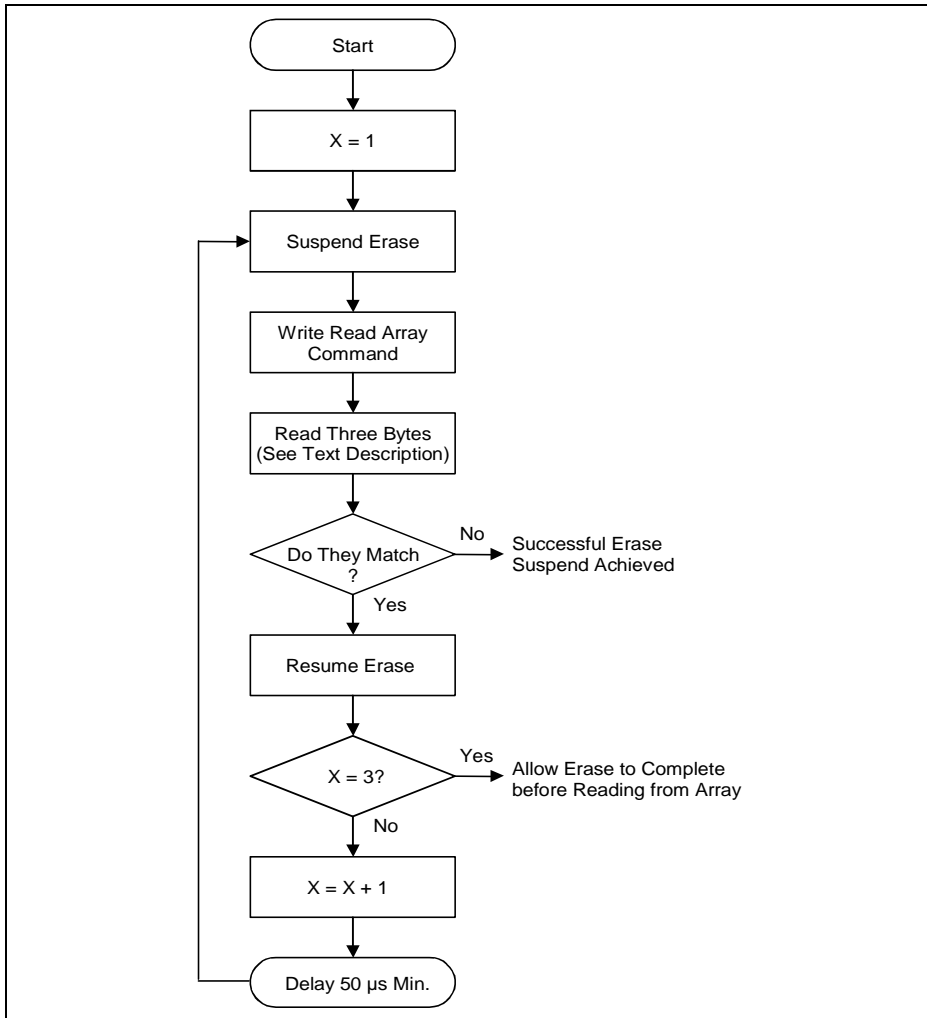 Start
X = 1
Suspend Erase
Write Read Array
Command
Read Three Bytes
(See Text Description)
Do They Match
?
No
Successful Erase
Suspend Achieved
Yes
Resume Erase
X = 3?
Yes
Allow Erase to Complete
before Reading from Array
No
X = X + 1
Delay 50 µs Min.